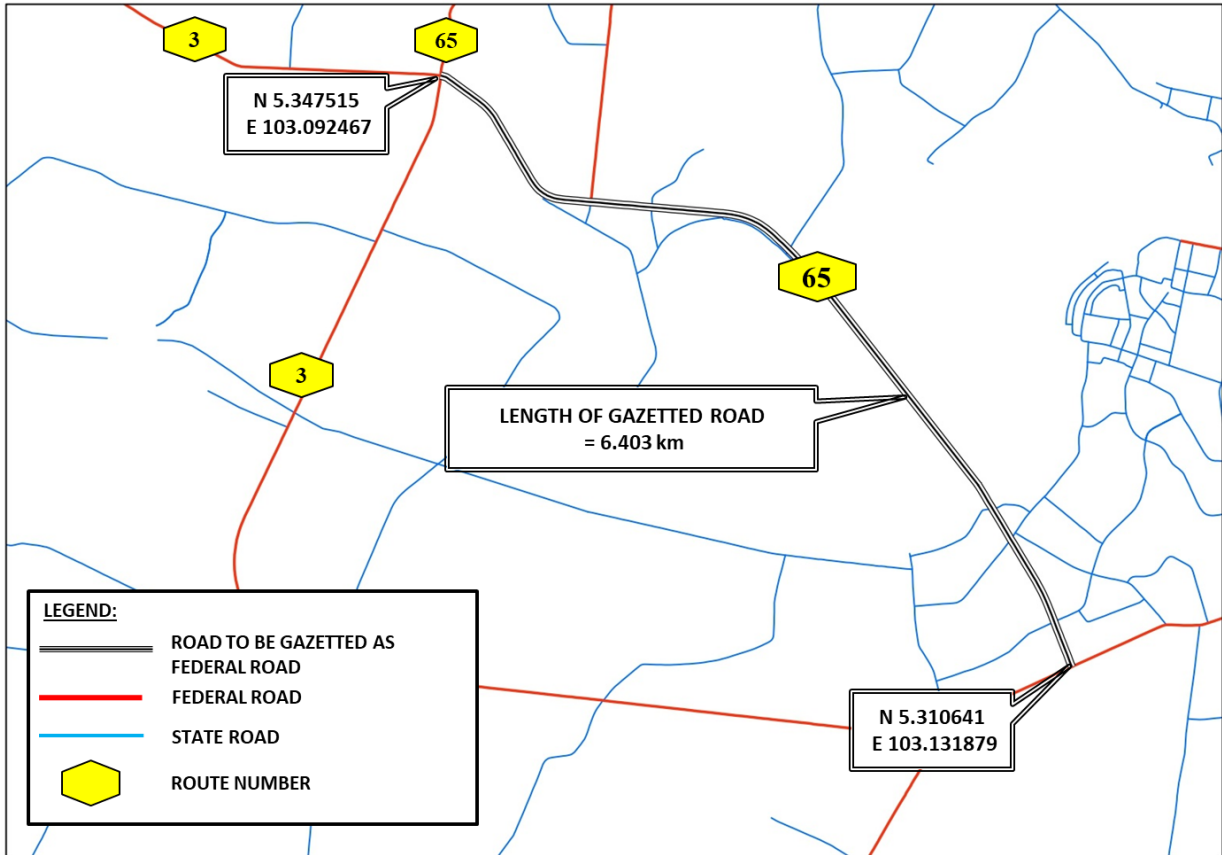 3
65
N 5.347515
E 103.092467
65
3
LENGTH OF GAZETTED ROAD
= 6.403 km
LEGEND:
ROAD TO BE GAZETTED AS
FEDERAL ROAD
FEDERAL ROAD
STATE ROAD
ROUTE NUMBER
N 5.310641
E 103.131879